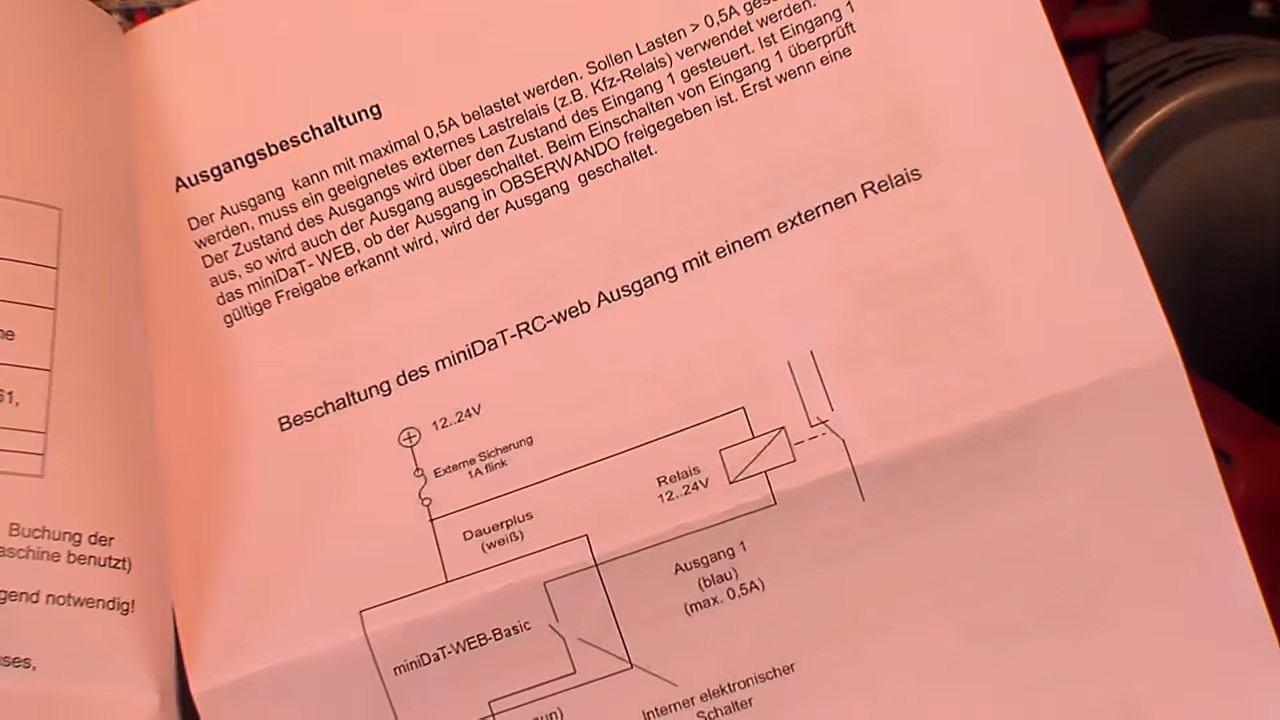 ne
61,
Buchung der
aschine benutzt)
gend notwendig!
ses,
Ausgangsbeschaltung
Der Ausgang kann mit maximal 0,5A belastet werden. Sollen Lasten > 0,5A
werden, muss ein geeignetes externes Lastrelais (z.B. Kfz-Relais) verwendet werden.
Der Zustand des Ausgangs wird über den Zustand des Eingang 1 gesteuert. Ist Eingang 1
aus, so wird auch der Ausgang ausgeschaltet. Beim Einschalten von Eingang 1 überprüft
das miniDaT- WEB, ob der Ausgang in OBSERWANDO freigegeben ist. Erst wenn eine
gültige Freigabe erkannt wird, wird der Ausgang geschaltet.
Beschaltung des miniDaT-RC-web Ausgang mit einem externen Relais
12..24V
Externe Sicherung
1A flink
Relais
12..24V
Dauerplus
(weiß)
Ausgang 1
(blau)
(max. 0,5A)
miniDaT-WEB-Basic
Interner elektronischer
Schalter